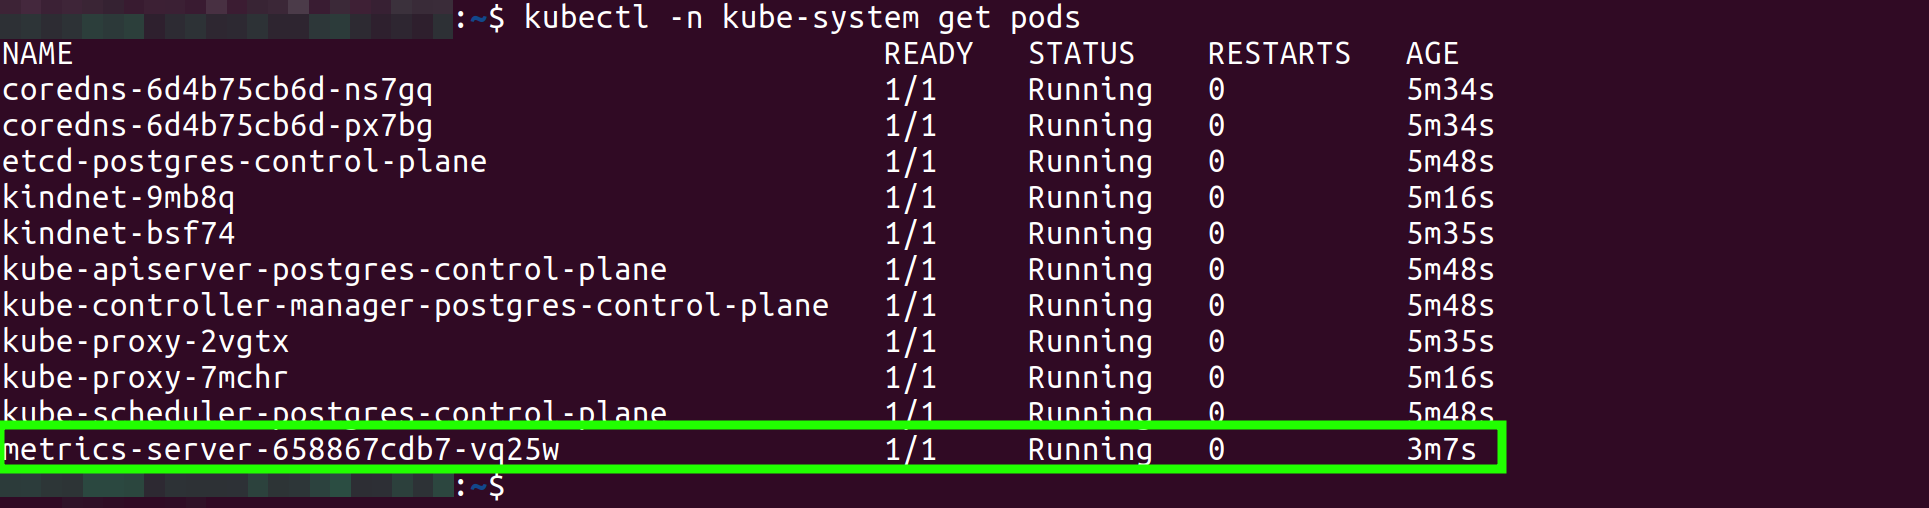 :~$ kubectl -n kube-system get pods
NAME READY STATUS RESTARTS AGE
coredns-6d4b75cb6d-ns7gq 1/1 Running 0 5m34s
coredns-6d4b75cb6d-px7bg 1/1 Running 0 5m34s
etcd-postgres-control-plane 1/1 Running 0 5m48s
kindnet-9mb8q 1/1 Running 0 5m16s
kindnet-bsf74 1/1 Running 0 5m35s
kube-apiserver-postgres-control-plane 1/1 Running 0 5m48s
kube-controller-manager-postgres-control-plane 1/1 Running 0 5m48s
kube-proxy-2vgtx 1/1 Running 0 5m35s
kube-proxy-7mchr 1/1 Running 0 5m16s
kube-scheduler-postgres-control-plane 1/1 Running 0 5m48s
metrics-server-658867cdb7-vq25w 1/1 Running 0 3m7s
:~$